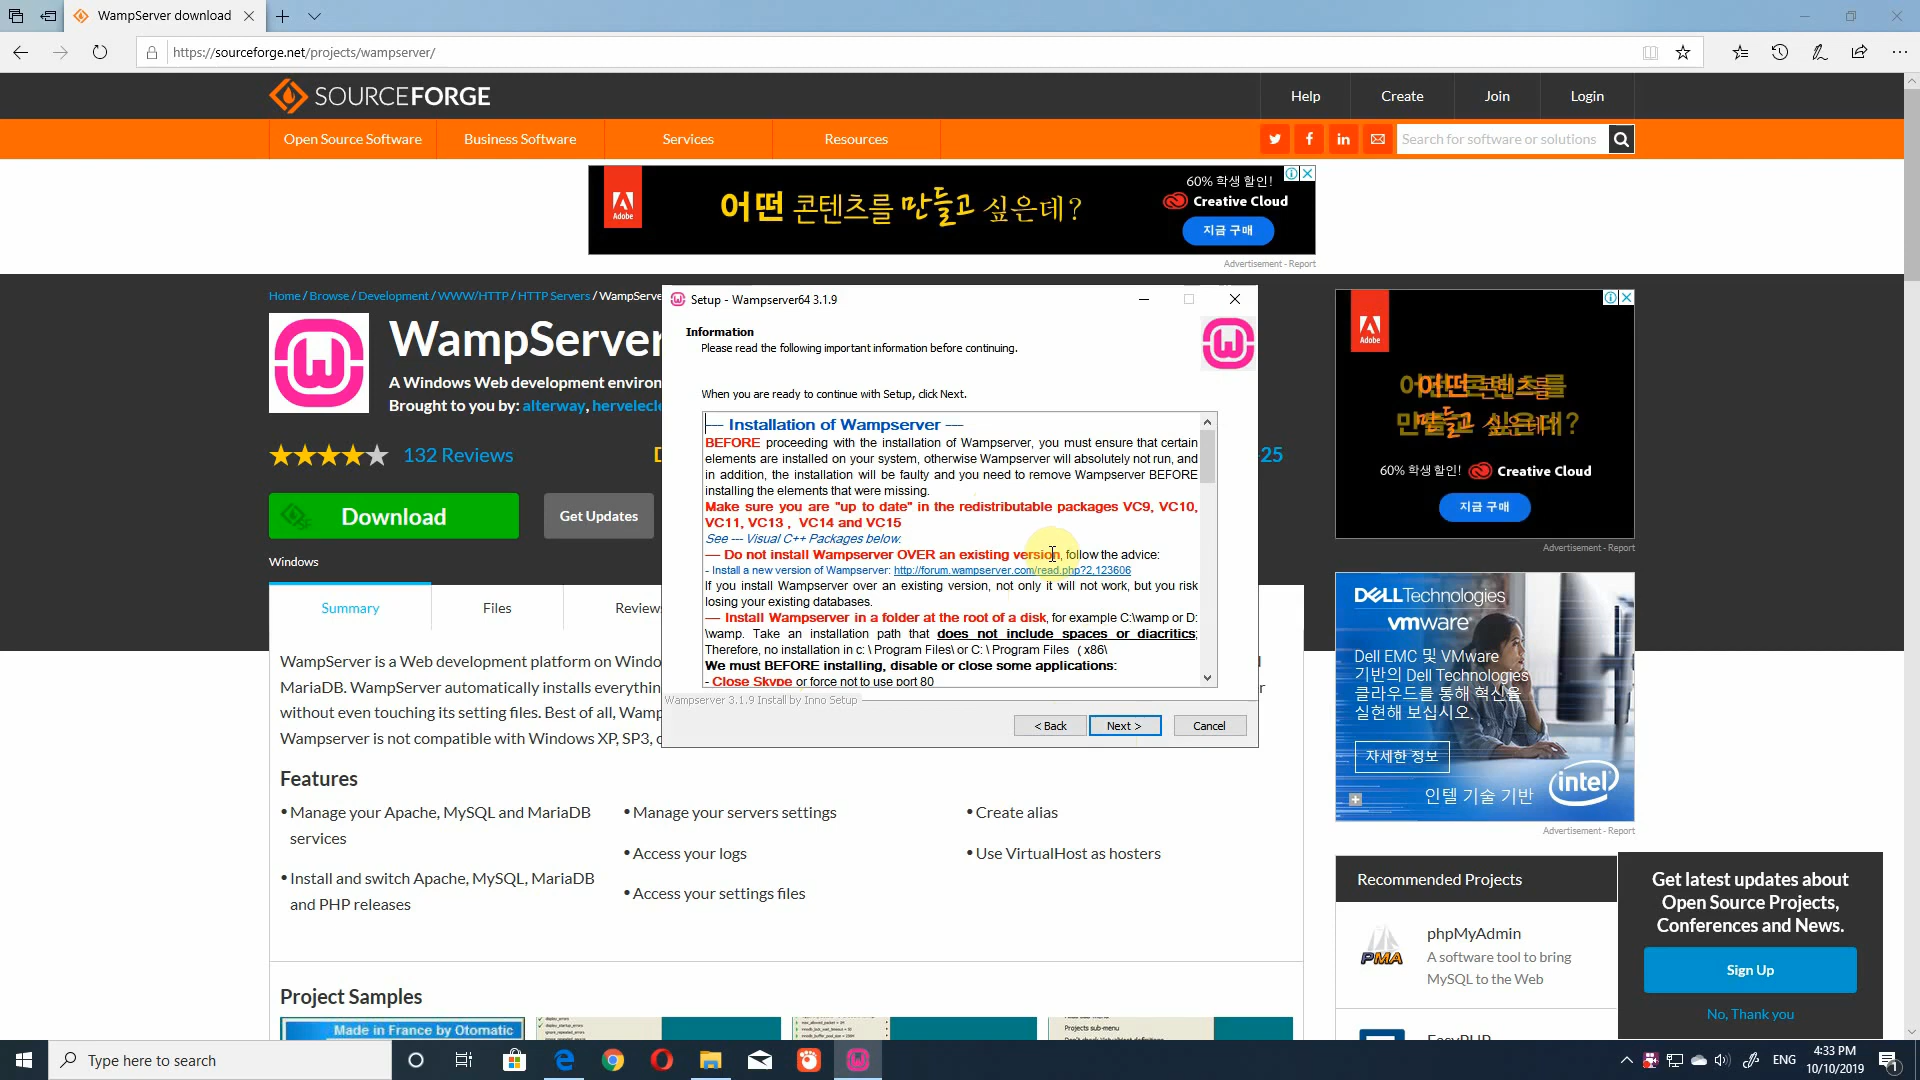 WampServer download
https://sourceforge.net/projects/wampserver/
SOURCEFORGE
Help
Create
Join
Login
Open Source Software
Business Software
Services
Resources
Search for software or solutions
Adobe
어떤 콘텐츠를 만들고 싶은데?
60% 학생 할인!
Creative Cloud
지금 구매
Advertisement - Report
Home / Browse / Development / WWW/HTTP / HTTP Servers / WampServe
WampServer
A Windows Web development environ
Brought to you by: alterway, herveleclc
132 Reviews
25
Download
Get Updates
Windows
Summary
Files
Reviews
WampServer is a Web development platform on Windo
MariaDB. WampServer automatically installs everythin
without even touching its setting files. Best of all, Wamp
Wampserver is not compatible with Windows XP, SP3, o
Setup - Wampserver64 3.1.9
Information
Please read the following important information before continuing.
When you are ready to continue with Setup, click Next.
--- Installation of Wampserver ---
BEFORE proceeding with the installation of Wampserver, you must ensure that certain
elements are installed on your system, otherwise Wampserver will absolutely not run, and
in addition, the installation will be faulty and you need to remove Wampserver BEFORE
installing the elements that were missing.
Make sure you are "up to date" in the redistributable packages VC9, VC10,
VC11, VC13 , VC14 and VC15
See --- Visual C++ Packages below.
--- Do not install Wampserver OVER an existing version, follow the advice:
- Install a new version of Wampserver: http://forum.wampserver.com/read.php?2,123606
If you install Wampserver over an existing version, not only it will not work, but you risk
losing your existing databases.
--- Install Wampserver in a folder at the root of a disk, for example C:\wamp or D:
\wamp. Take an installation path that does not include spaces or diacritics;
Therefore, no installation in c: \ Program Files\ or C: \ Program Files (x86\
We must BEFORE installing, disable or close some applications:
- Close Skype or force not to use port 80
Wampserver 3.1.9 Install by Inno Setup
< Back
Next >
Cancel
Features
• Manage your Apache, MySQL and MariaDB
services
• Install and switch Apache, MySQL, MariaDB
and PHP releases
• Manage your servers settings
• Access your logs
• Access your settings files
• Create alias
• Use VirtualHost as hosters
Project Samples
Made in France by Otomatic
Projects sub-menu
Adobe
60% 학생 할인!
Creative Cloud
지금 구매
Advertisement - Report
DELLTechnologies
vmware
Dell EMC 및 VMware
기반의 Dell Technologies
클라우드를 통해 혁신을
실현해 보십시오.
자세한 정보
intel
인텔 기술 기반
Advertisement - Report
Recommended Projects
PMA
phpMyAdmin
A software tool to bring
MySQL to the Web
Get latest updates about
Open Source Projects,
Conferences and News.
Sign Up
No, Thank you
Type here to search
ENG
4:33 PM
10/10/2019
1